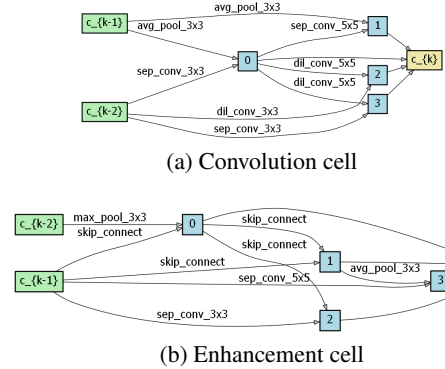 avg_pool_3x3
c_{k-1}
avg_pool_3x3
1
sep_conv_5x5
0
dil_conv_5x5
c_{k}
sep_conv_3x3
2
dil_conv_5x5
c_{k-2}
dil_conv_3x3
3
sep_conv_3x3
(a) Convolution cell
c_{k-2}
max_pool_3x3
0
skip_connect
skip_connect
skip_connect
1
skip_connect
avg_pool_3x3
c_{k-1}
sep_conv_5x5
3
sep_conv_3x3
2
(b) Enhancement cell